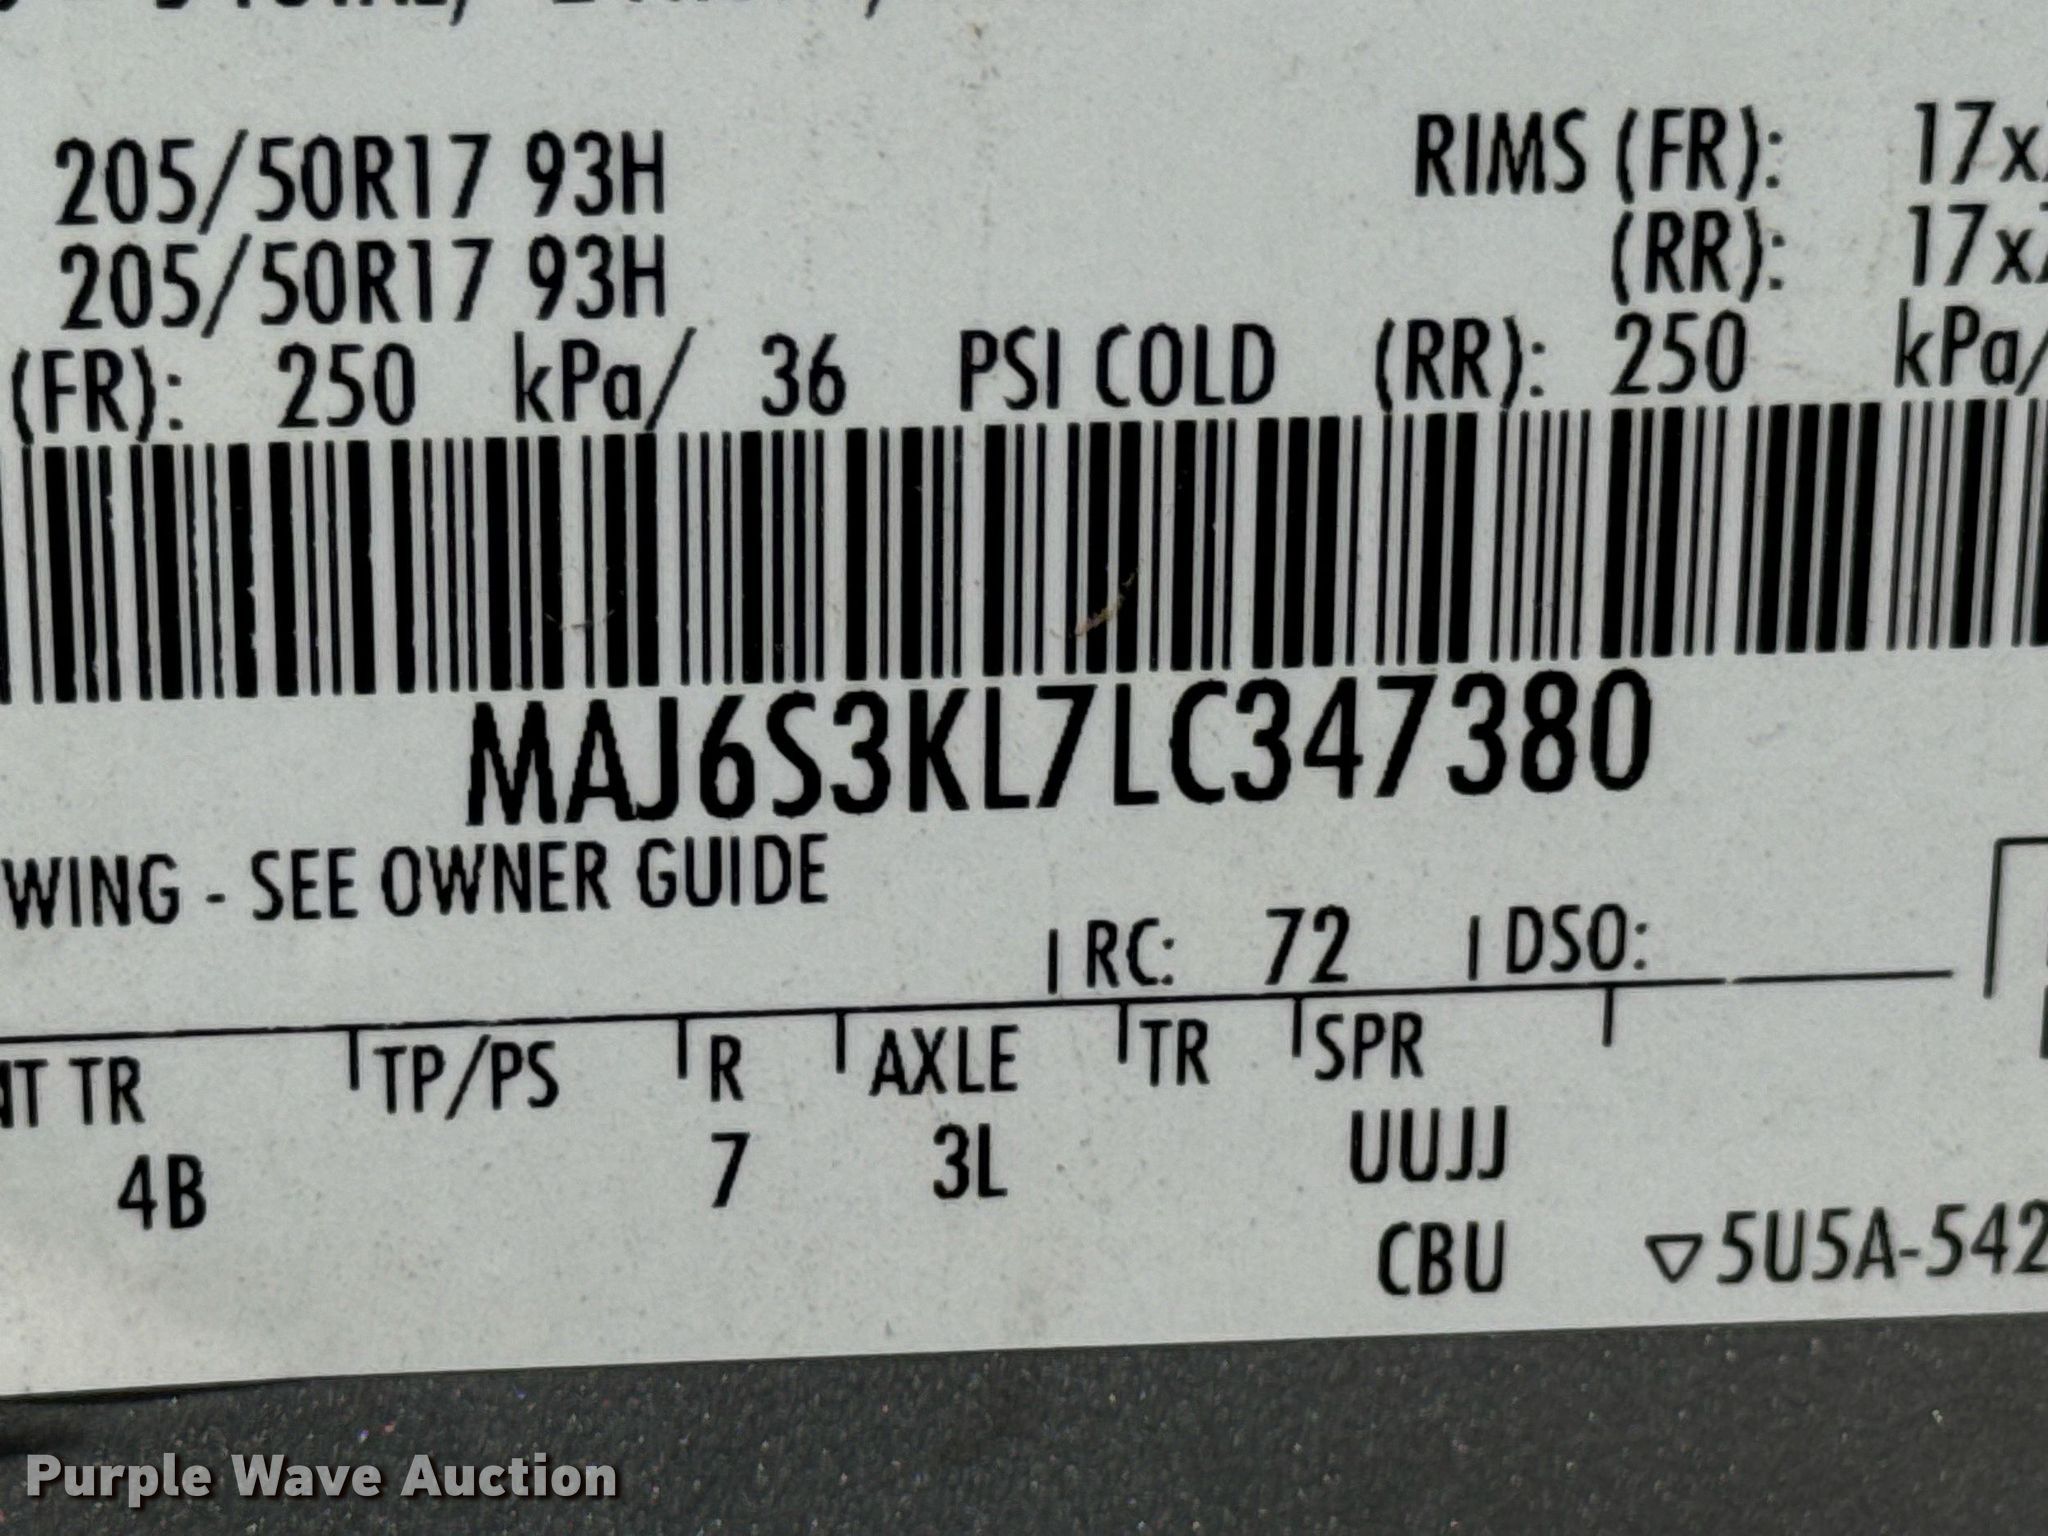 205/50R17 93H RIMS (FR): 17x
205/50R17 93H (RR): 17x
(FR): 250 kPa/ 36 PSI COLD (RR): 250 kPa/
MAJ6S3KL7LC347380
WING - SEE OWNER GUIDE
RC: 72 DSO:
NT TR TP/PS R AXLE TR SPR
4B 7 3L UUJJ
CBU ▽5U5A-542
Purple Wave Auction